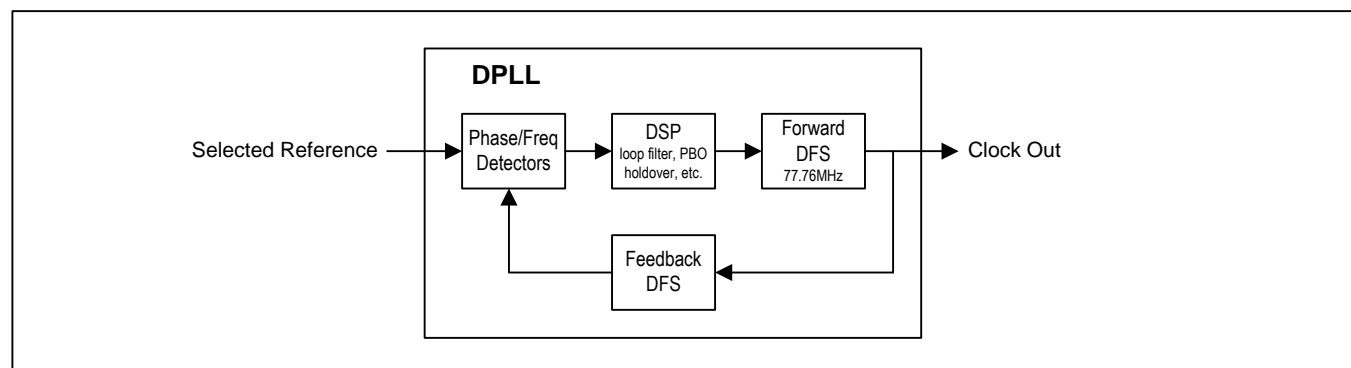 DPLL
Selected Reference
Phase/Freq
Detectors
DSP
loop filter, PBO
holdover, etc.
Forward
DFS
77.76MHz
Clock Out
Feedback
DFS